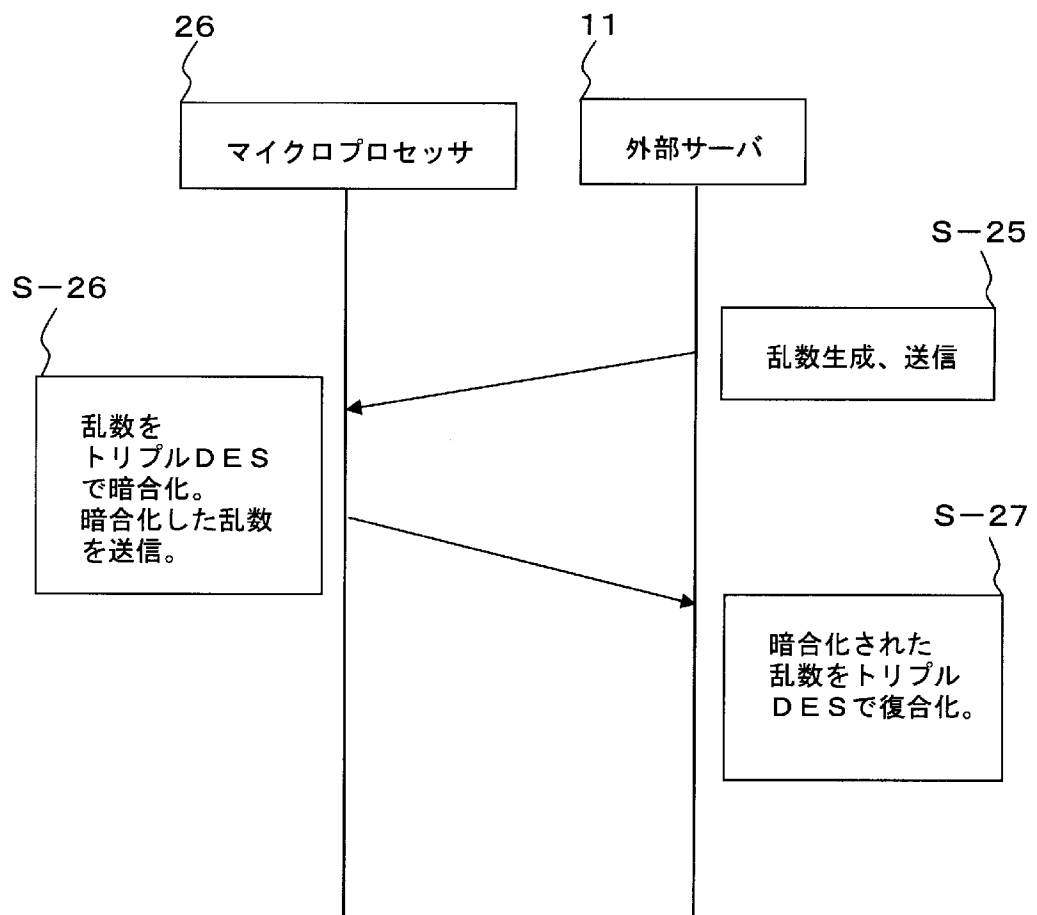 26
11
マイクロプロセッサ
外部サーバ
S－25
乱数生成、送信
S－26
乱数を
トリプルＤＥＳ
で暗合化。
暗合化した乱数
を送信。
S－27
暗合化された
乱数をトリプル
ＤＥＳで復合化。